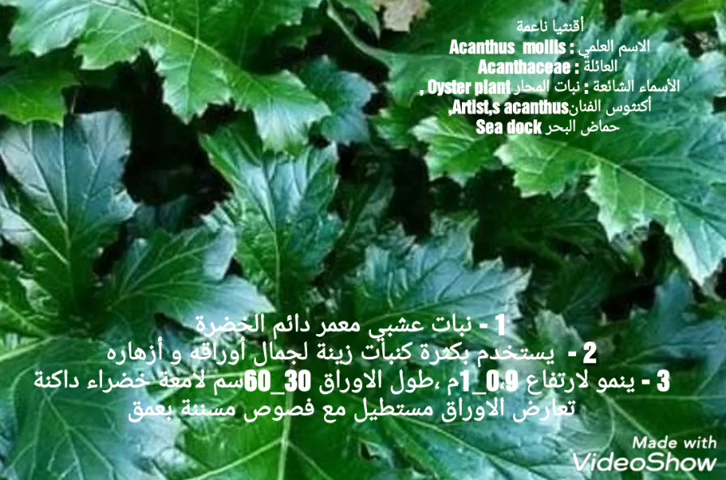 أقنثيا ناعمة
الاسم العلمي : Acanthus mollis
العائلة : Acanthaceae
الأسماء الشائعة : نبات المحار Oyster plant ,
أكنثوس الفنان Artist,s acanthus,
حماض البحر Sea dock
1 - نبات عشبي معمر دائم الخضرة
2 - يستخدم بكثرة كنبات زينة لجمال أوراقه و أزهاره
3 - ينمو لارتفاع 0.9_1م ،طول الاوراق 30_60سم لامعة خضراء داكنة
تعارض الاوراق مستطيل مع فصوص مسننة بعمق
Made with
VideoShow